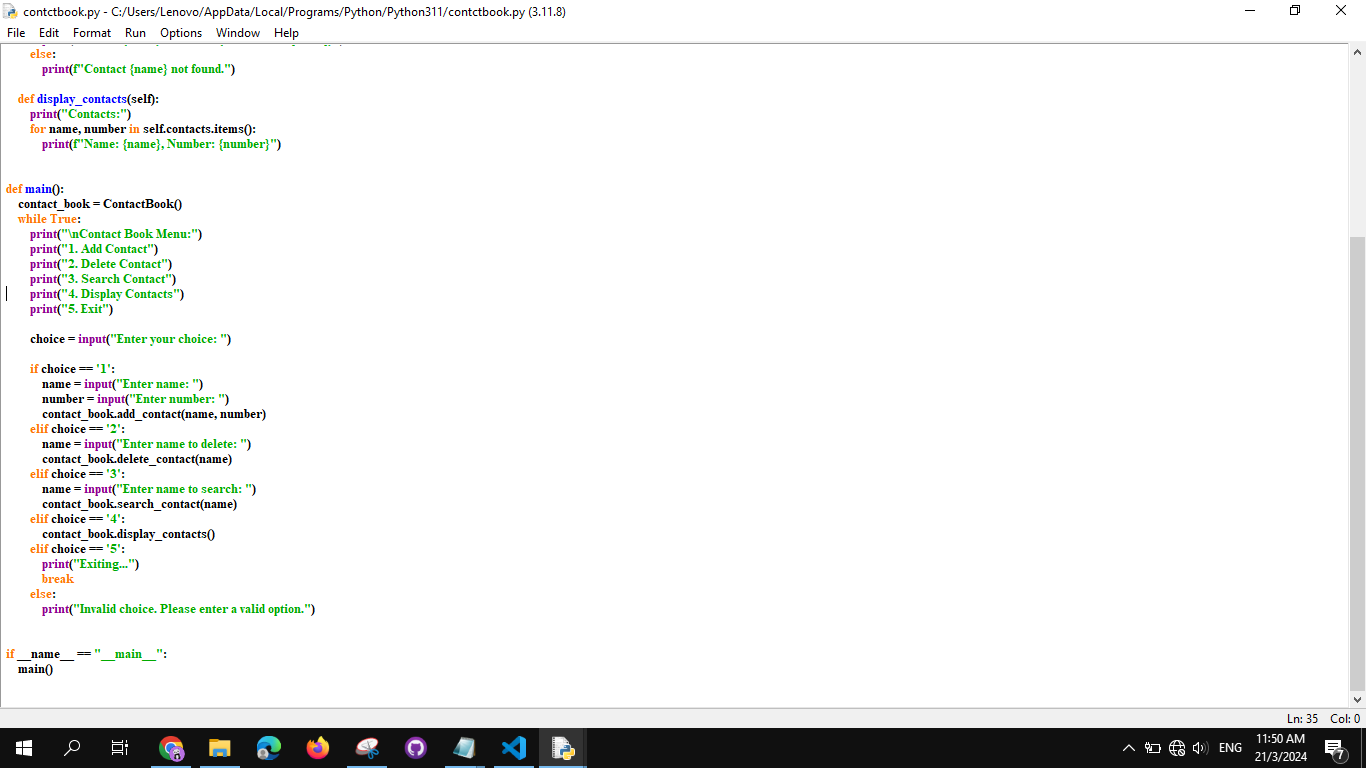 contctbook.py - C:/Users/Lenovo/AppData/Local/Programs/Python/Python311/contctbook.py (3.11.8)
File Edit Format Run Options Window Help
else:
print(f"Contact {name} not found.")
def display_contacts(self):
print("Contacts:")
for name, number in self.contacts.items():
print(f"Name: {name}, Number: {number}")
def main():
contact_book = ContactBook()
while True:
print("\nContact Book Menu:")
print("1. Add Contact")
print("2. Delete Contact")
print("3. Search Contact")
print("4. Display Contacts")
print("5. Exit")
choice = input("Enter your choice: ")
if choice == '1':
name = input("Enter name: ")
number = input("Enter number: ")
contact_book.add_contact(name, number)
elif choice == '2':
name = input("Enter name to delete: ")
contact_book.delete_contact(name)
elif choice == '3':
name = input("Enter name to search: ")
contact_book.search_contact(name)
elif choice == '4':
contact_book.display_contacts()
elif choice == '5':
print("Exiting...")
break
else:
print("Invalid choice. Please enter a valid option.")
if __name__ == "__main__":
main()
Ln: 35 Col: 0
ENG
11:50 AM
21/3/2024
7